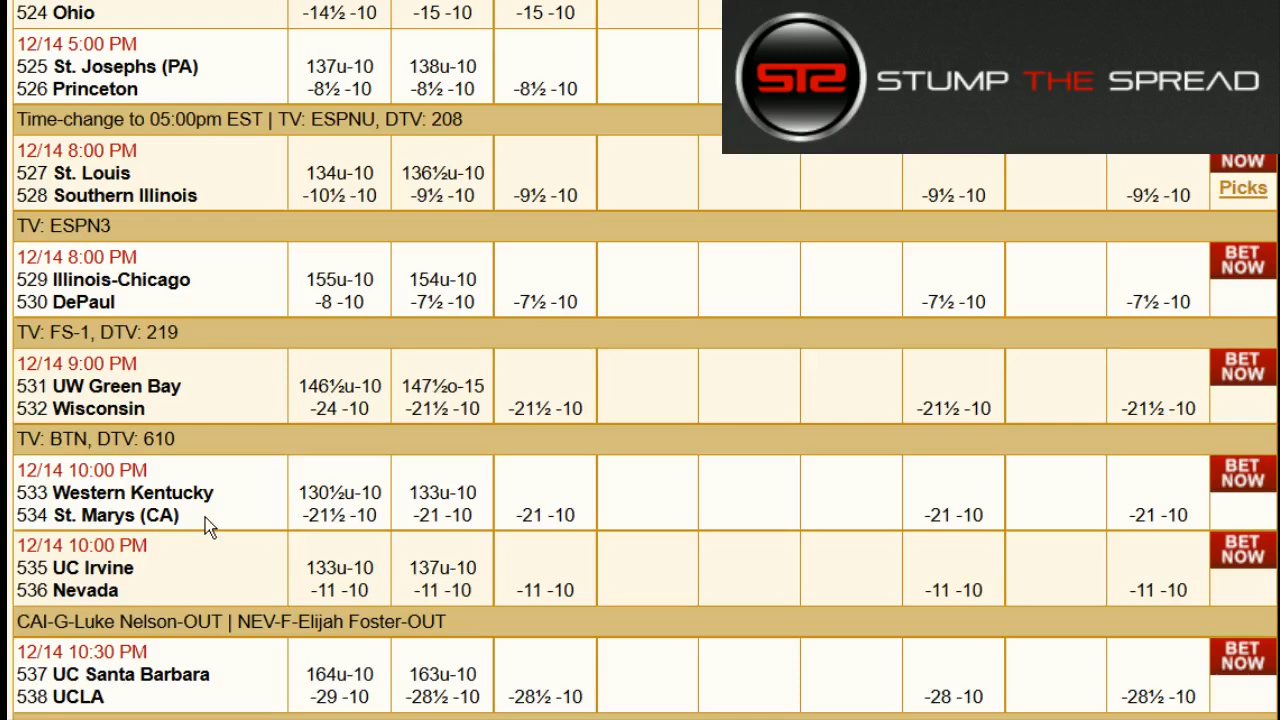 524 Ohio -14½ -10 -15 -10 -15 -10
12/14 5:00 PM
525 St. Josephs (PA) 137u-10 138u-10
526 Princeton -8½ -10 -8½ -10 -8½ -10
STS STUMP THE SPREAD
Time-change to 05:00pm EST | TV: ESPNU, DTV: 208
12/14 8:00 PM NOW
527 St. Louis 134u-10 136½u-10 Picks
528 Southern Illinois -10½ -10 -9½ -10 -9½ -10 -9½ -10 -9½ -10
TV: ESPN3
12/14 8:00 PM BET NOW
529 Illinois-Chicago 155u-10 154u-10
530 DePaul -8 -10 -7½ -10 -7½ -10 -7½ -10 -7½ -10
TV: FS-1, DTV: 219
12/14 9:00 PM BET NOW
531 UW Green Bay 146½u-10 147½o-15
532 Wisconsin -24 -10 -21½ -10 -21½ -10 -21½ -10 -21½ -10
TV: BTN, DTV: 610
12/14 10:00 PM BET NOW
533 Western Kentucky 130½u-10 133u-10
534 St. Marys (CA) -21½ -10 -21 -10 -21 -10 -21 -10 -21 -10
12/14 10:00 PM BET NOW
535 UC Irvine 133u-10 137u-10
536 Nevada -11 -10 -11 -10 -11 -10 -11 -10 -11 -10
CAI-G-Luke Nelson-OUT | NEV-F-Elijah Foster-OUT
12/14 10:30 PM BET NOW
537 UC Santa Barbara 164u-10 163u-10
538 UCLA -29 -10 -28½ -10 -28½ -10 -28 -10 -28½ -10